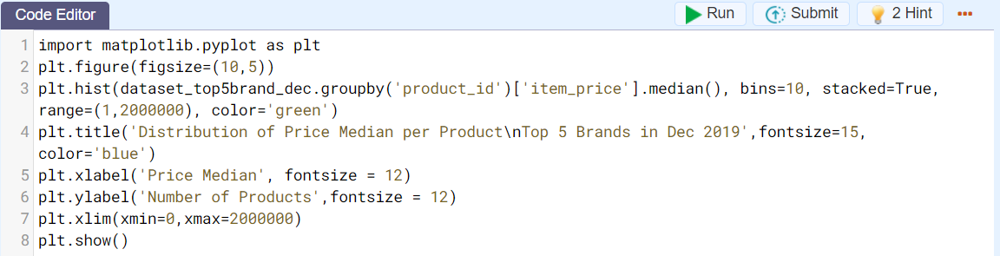 Code Editor
Run
Submit
2 Hint
1 import matplotlib.pyplot as plt
2 plt.figure(figsize=(10,5))
3 plt.hist(dataset_top5brand_dec.groupby('product_id')['item_price'].median(), bins=10, stacked=True,
range=(1,2000000), color='green')
4 plt.title('Distribution of Price Median per Product\nTop 5 Brands in Dec 2019',fontsize=15,
color='blue')
5 plt.xlabel('Price Median', fontsize = 12)
6 plt.ylabel('Number of Products',fontsize = 12)
7 plt.xlim(xmin=0,xmax=2000000)
8 plt.show()